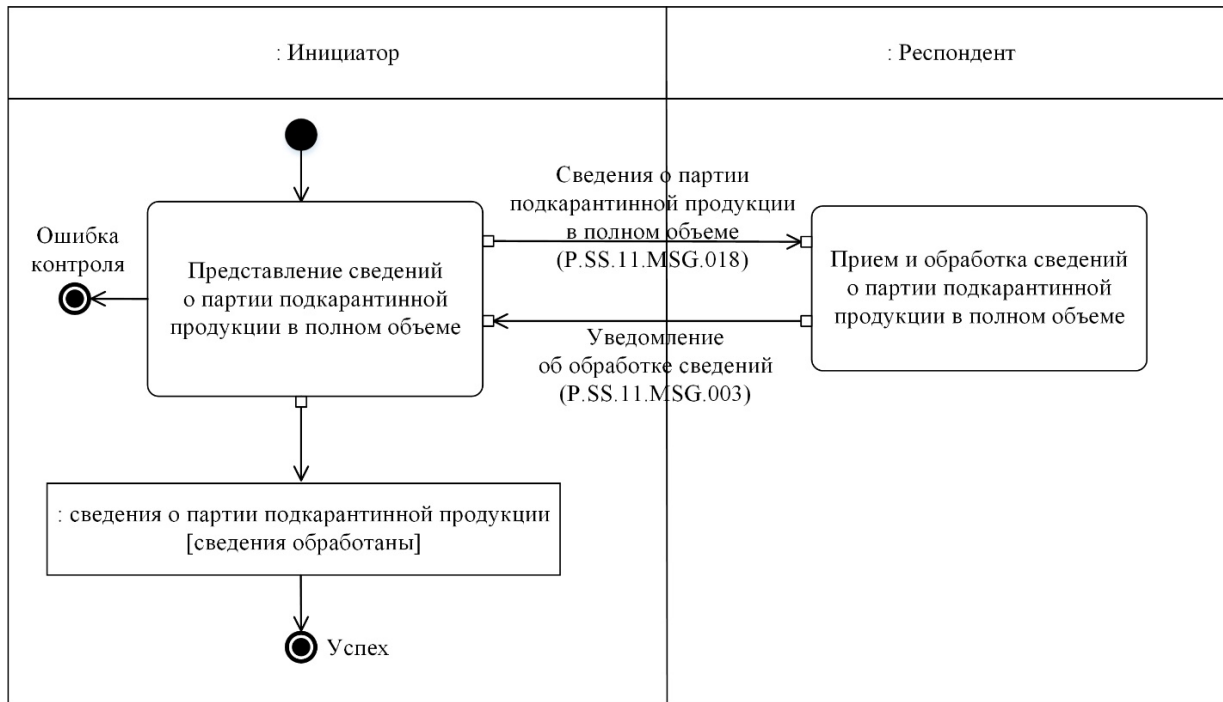 : Инициатор
: Респондент
Сведения о партии
подкарантинной продукции
в полном объеме
(P.SS.11.MSG.018)
Ошибка
контроля
Представление сведений
о партии подкарантинной
продукции в полном объеме
Прием и обработка сведений
о партии подкарантинной
продукции в полном объеме
Уведомление
об обработке сведений
(P.SS.11.MSG.003)
: сведения о партии подкарантинной продукции
[сведения обработаны]
Успех